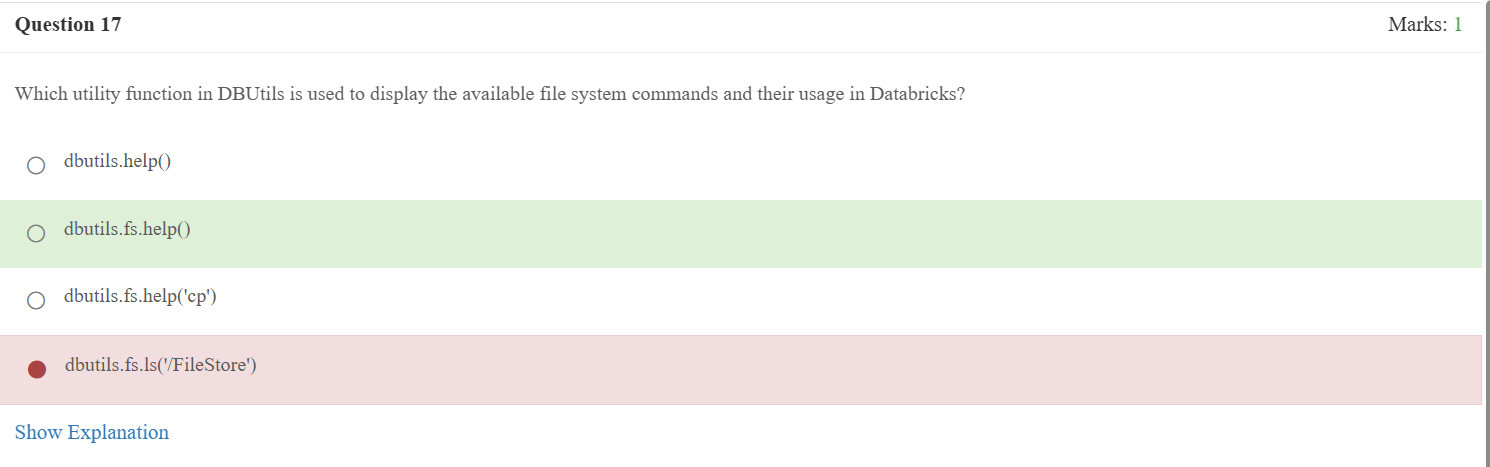 Question 17
Marks: 1
Which utility function in DBUtils is used to display the available file system commands and their usage in Databricks?
dbutils.help()
dbutils.fs.help()
dbutils.fs.help('cp')
dbutils.fs.ls('/FileStore')
Show Explanation